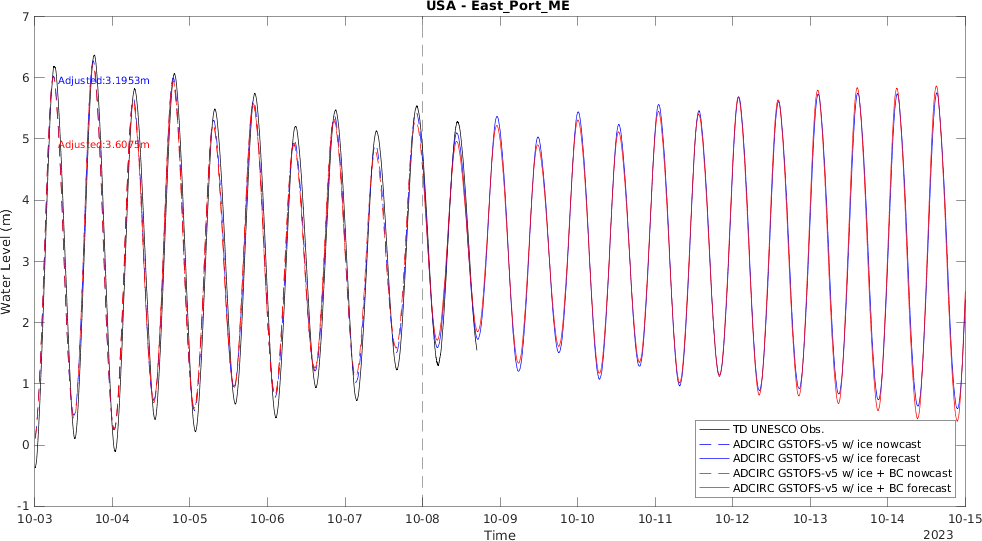 USA - East_Port_ME
7
6
5
4
3
2
1
0
-1
Water Level (m)
Adjusted:3.1953m
Adjusted:3.6075m
TD UNESCO Obs.
ADCIRC GSTOFS-v5 w/ ice nowcast
ADCIRC GSTOFS-v5 w/ ice forecast
ADCIRC GSTOFS-v5 w/ ice + BC nowcast
ADCIRC GSTOFS-v5 w/ ice + BC forecast
10-03 10-04 10-05 10-06 10-07 10-08 10-09 10-10 10-11 10-12 10-13 10-14 10-15
Time
2023